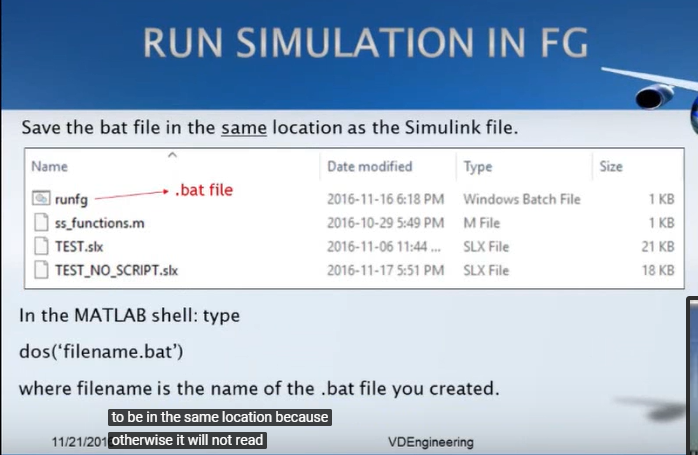 RUN SIMULATION IN FG
Save the bat file in the same location as the Simulink file.
Name Date modified Type Size
runfg .bat file 2016-11-16 6:18 PM Windows Batch File 1 KB
ss_functions.m 2016-10-29 5:49 PM M File 1 KB
TEST.slx 2016-11-06 11:44 ... SLX File 21 KB
TEST_NO_SCRIPT.slx 2016-11-17 5:51 PM SLX File 18 KB
In the MATLAB shell: type
dos(‘filename.bat’)
where filename is the name of the .bat file you created.
to be in the same location because
otherwise it will not read
11/21/201 VDEngineering